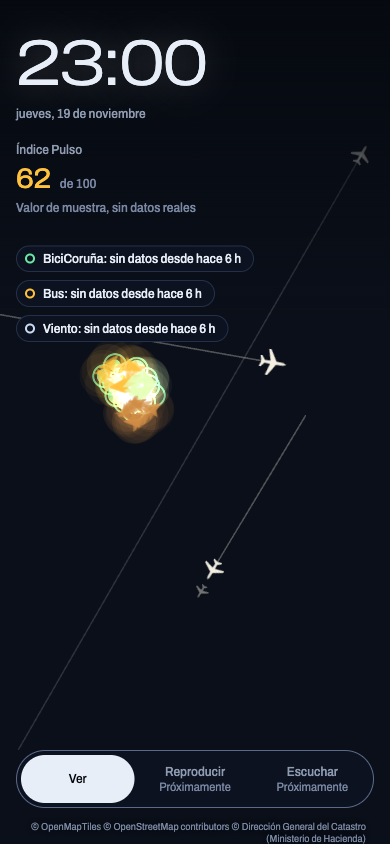 23:00
jueves, 19 de noviembre
Índice Pulso
62 de 100
Valor de muestra, sin datos reales
BiciCoruña: sin datos desde hace 6 h
Bus: sin datos desde hace 6 h
Viento: sin datos desde hace 6 h
Ver
Reproducir
Próximamente
Escuchar
Próximamente
© OpenMapTiles © OpenStreetMap contributors © Dirección General del Catastro
(Ministerio de Hacienda)